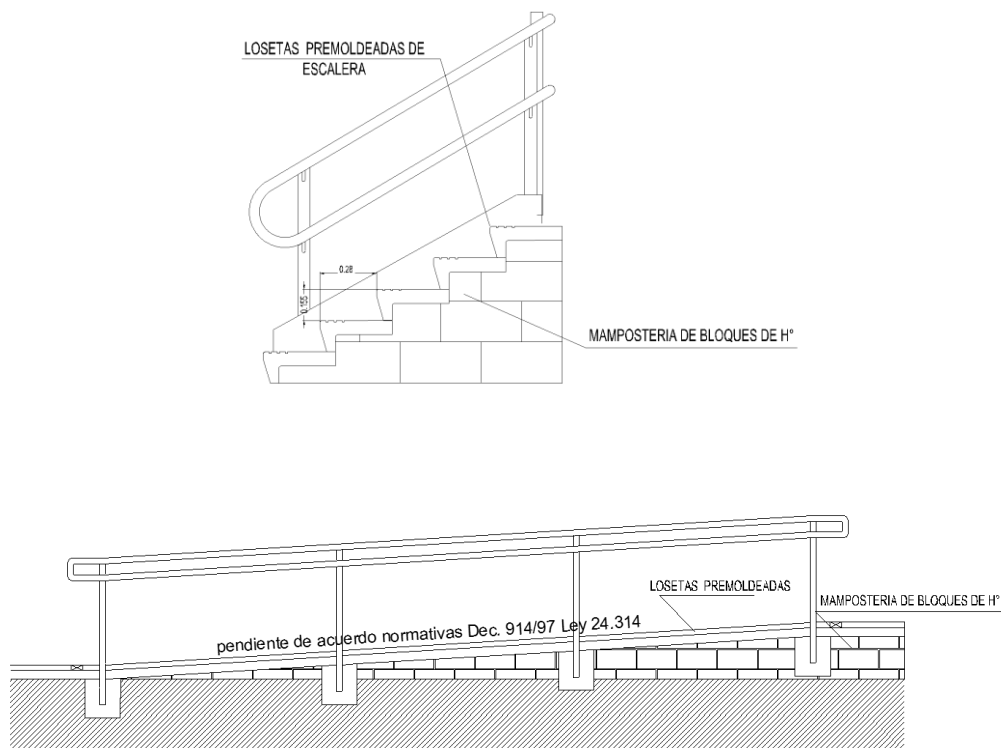 LOSETAS PREMOLDEADAS DE
ESCALERA
0.28
0.155
MAMPOSTERIA DE BLOQUES DE H°
LOSETAS PREMOLDEADAS
MAMPOSTERIA DE BLOQUES DE H°
pendiente de acuerdo normativas Dec. 914/97 Ley 24.314